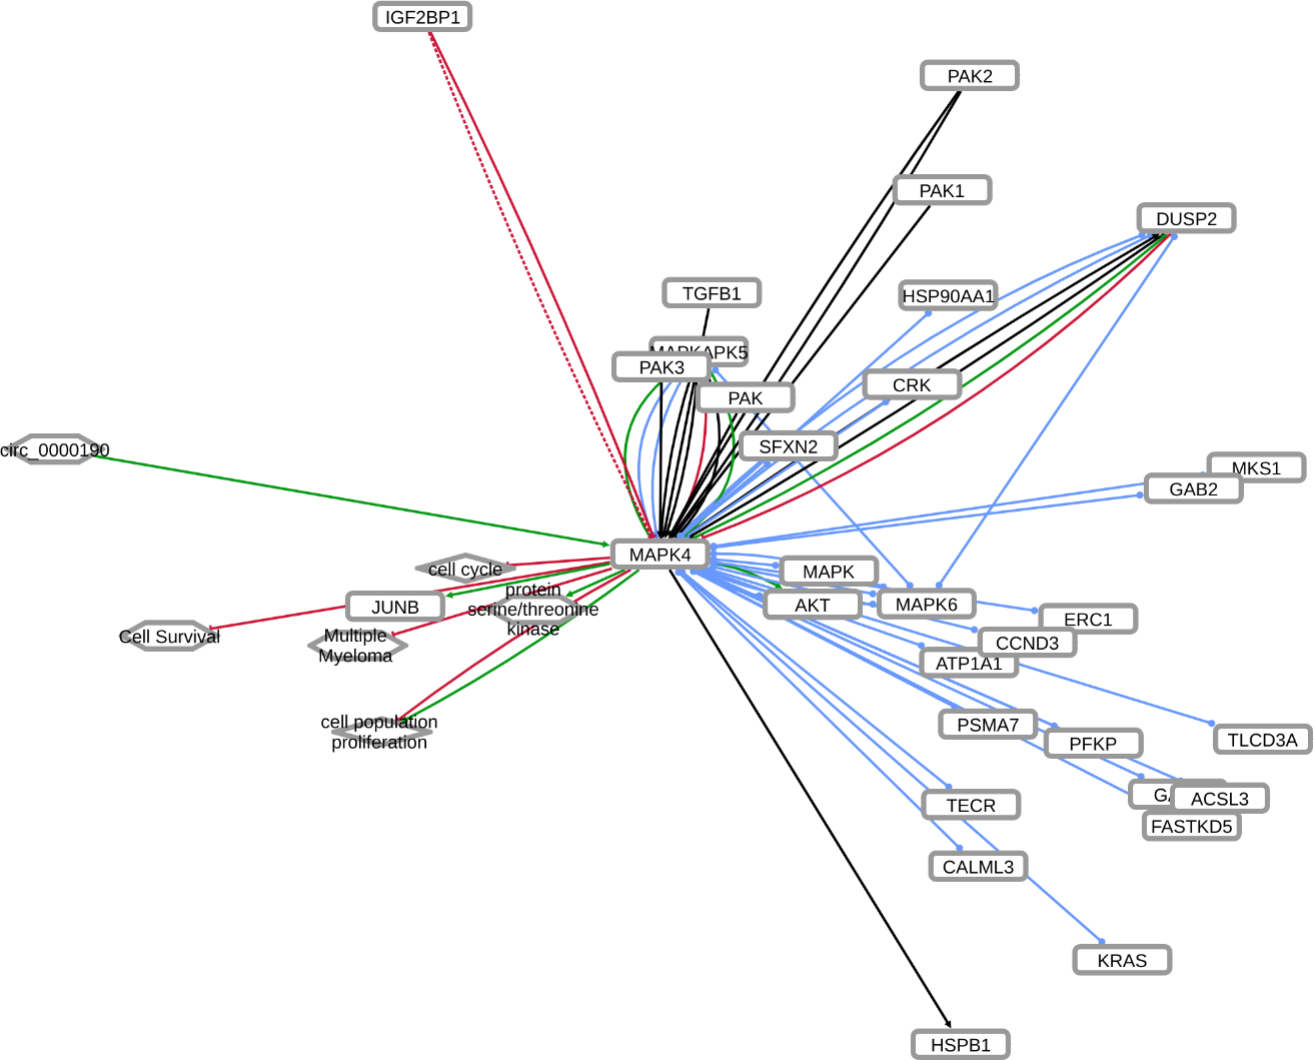 IGF2BP1
PAK2
PAK1
DUSP2
TGFB1
HSP90AA1
MAPKAPK5
PAK3
CRK
PAK
SFXN2
circ_0000190
MKS1
GAB2
MAPK4
cell cycle
MAPK
protein
serine/threonine
kinase
JUNB
AKT
MAPK6
ERC1
Cell Survival
Multiple
Myeloma
CCND3
ATP1A1
cell population
proliferation
PSMA7
PFKP
TLCD3A
ACSL3
TECR
FASTKD5
CALML3
KRAS
HSPB1